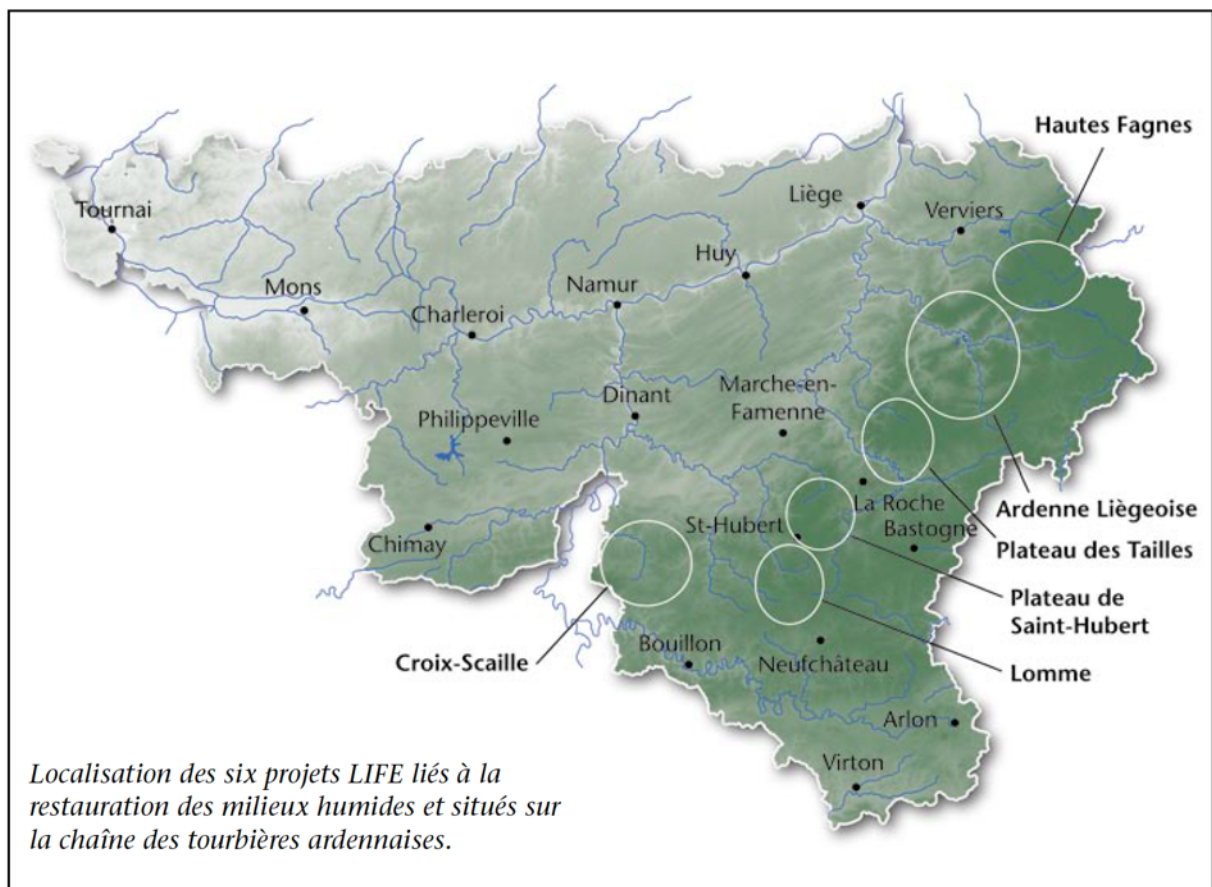 Hautes Fagnes
Liège
Verviers
Tournai
Huy
Namur
Mons
Charleroi
Marche-en-
Famenne
Dinant
Philippeville
La Roche
Ardenne Liègeoise
St-Hubert
Bastogne
Chimay
Plateau des Tailles
Plateau de
Saint-Hubert
Croix-Scaille
Bouillon
Neufchâteau
Lomme
Arlon
Virton
Localisation des six projets LIFE liés à la
restauration des milieux humides et situés sur
la chaîne des tourbières ardennaises.